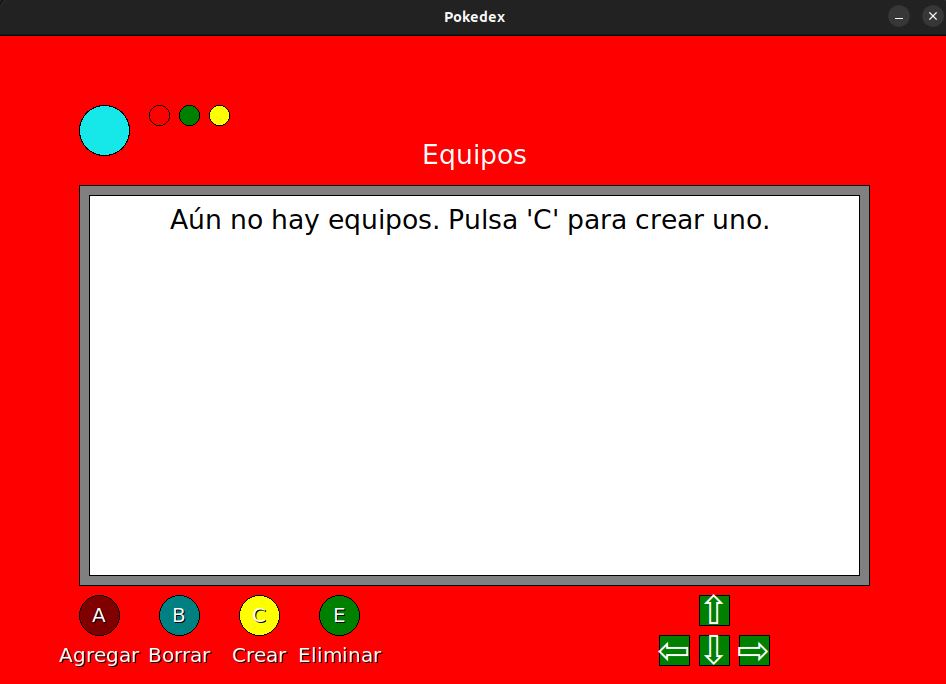 Pokedex
Equipos
Aún no hay equipos. Pulsa 'C' para crear uno.
A B C E
Agregar Borrar Crear Eliminar